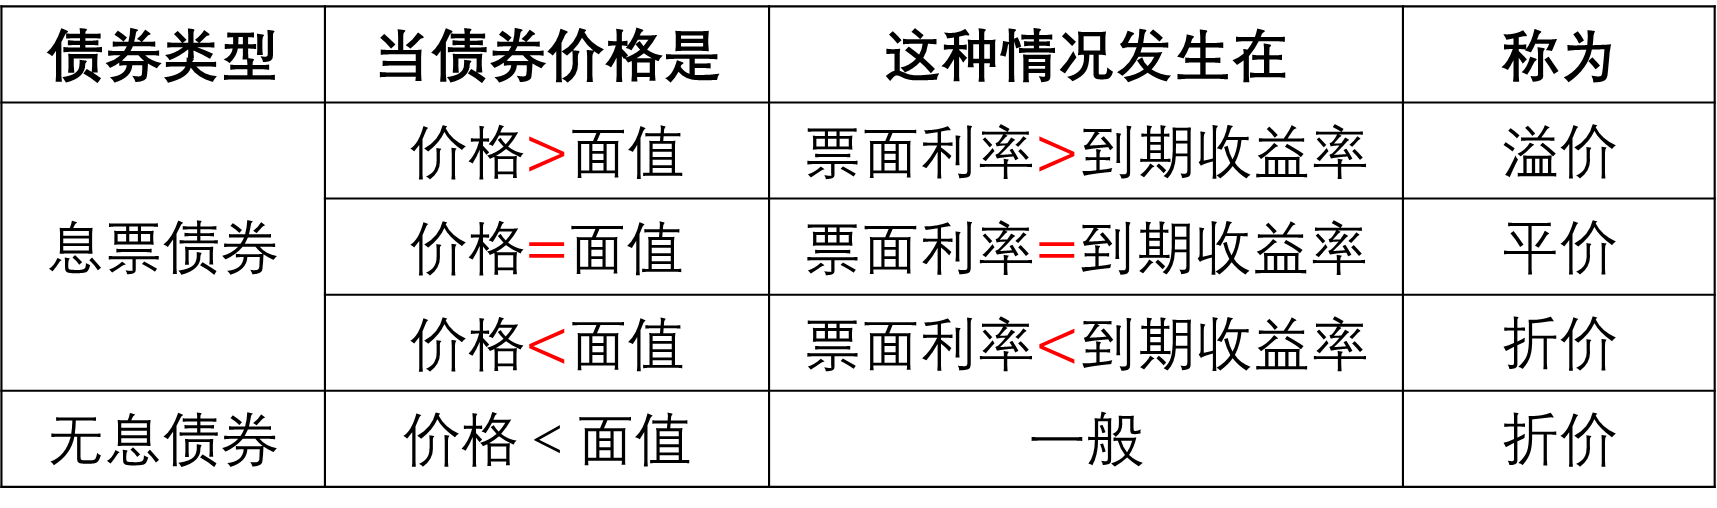 债券类型 当债券价格是 这种情况发生在 称为
息票债券 价格>面值 票面利率>到期收益率 溢价
价格=面值 票面利率=到期收益率 平价
价格<面值 票面利率<到期收益率 折价
无息债券 价格 < 面值 一般 折价